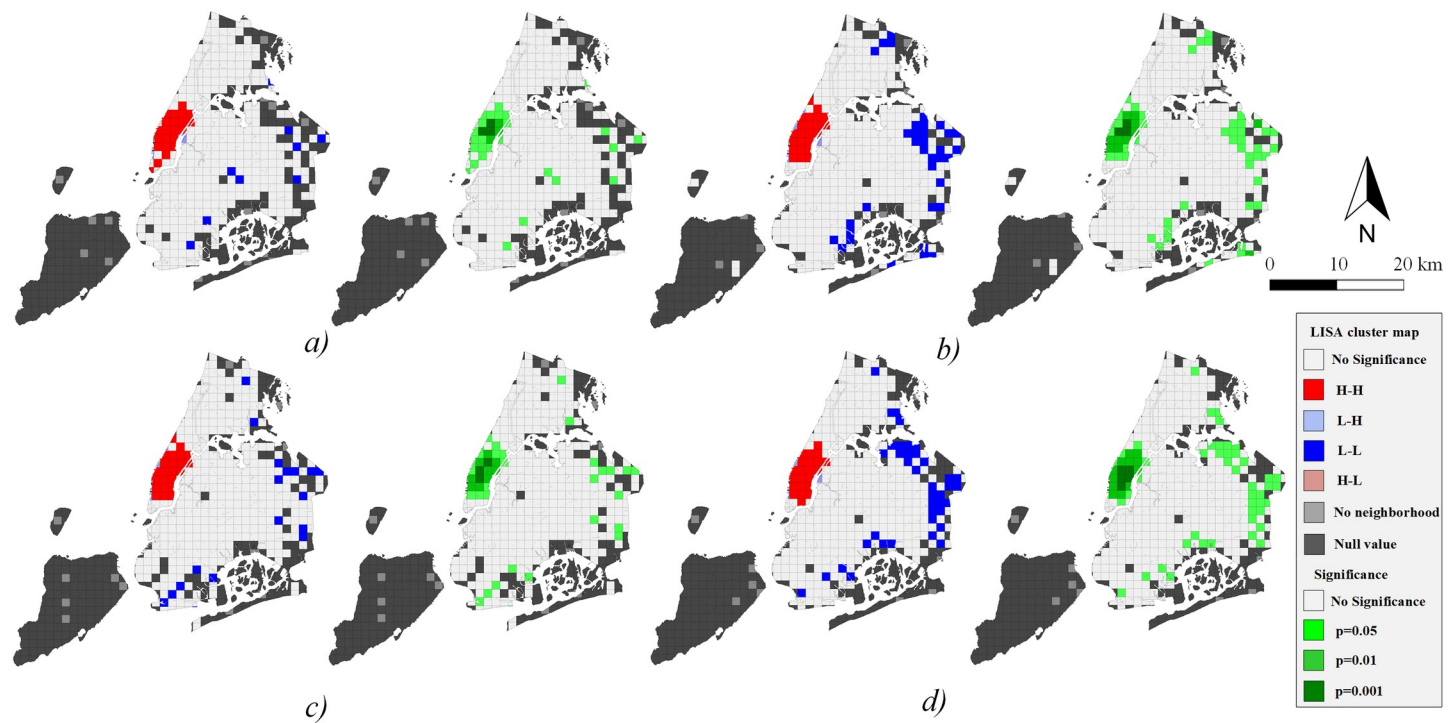 a)
b)
N
0 10 20 km
c)
d)
LISA cluster map
No Significance
H-H
L-H
L-L
H-L
No neighborhood
Null value
Significance
No Significance
p=0.05
p=0.01
p=0.001